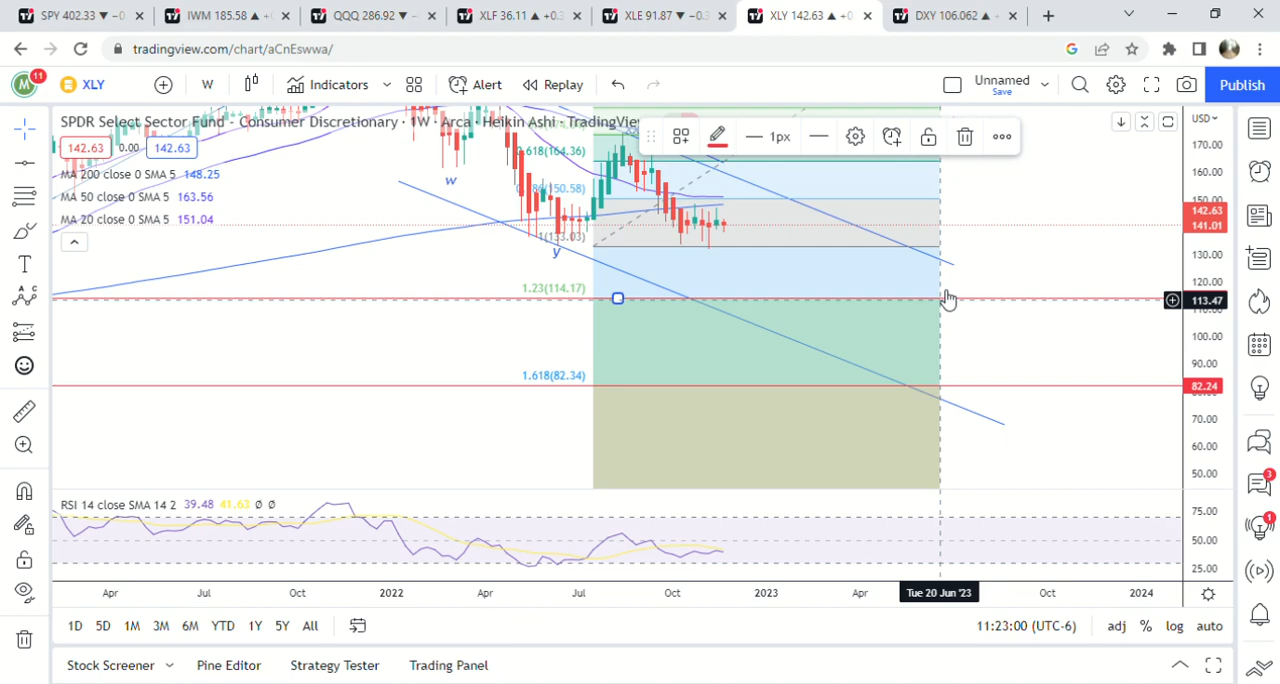 SPY 402.33 ▼ −0
IWM 185.58 ▲ +
QQQ 286.92 ▼ −
XLF 36.11 ▲ +0.
XLE 91.87 ▼ −0.
XLY 142.63 ▲ +0
DXY 106.062 ▲ +
tradingview.com/chart/aCnEswwa/
M 11 XLY W Indicators Alert Replay Unnamed Save Publish
SPDR Select Sector Fund - Consumer Discretionary · 1W · Arca · Heikin Ashi · TradingView
USD
142.63 0.00 142.63
MA 200 close 0 SMA 5 148.25
MA 50 close 0 SMA 5 163.56
MA 20 close 0 SMA 5 151.04
1px
0.618(164.36)
(150.58)
1(133.03)
1.23(114.17)
1.618(82.34)
w
y
170.00
160.00
142.63
141.01
130.00
120.00
113.47
100.00
90.00
82.24
70.00
60.00
50.00
RSI 14 close SMA 14 2 39.48 41.63 Ø Ø
75.00
50.00
25.00
Apr Jul Oct 2022 Apr Jul Oct 2023 Apr Tue 20 Jun '23 Oct 2024
1D 5D 1M 3M 6M YTD 1Y 5Y All 11:23:00 (UTC-6) adj % log auto
Stock Screener Pine Editor Strategy Tester Trading Panel
3
1